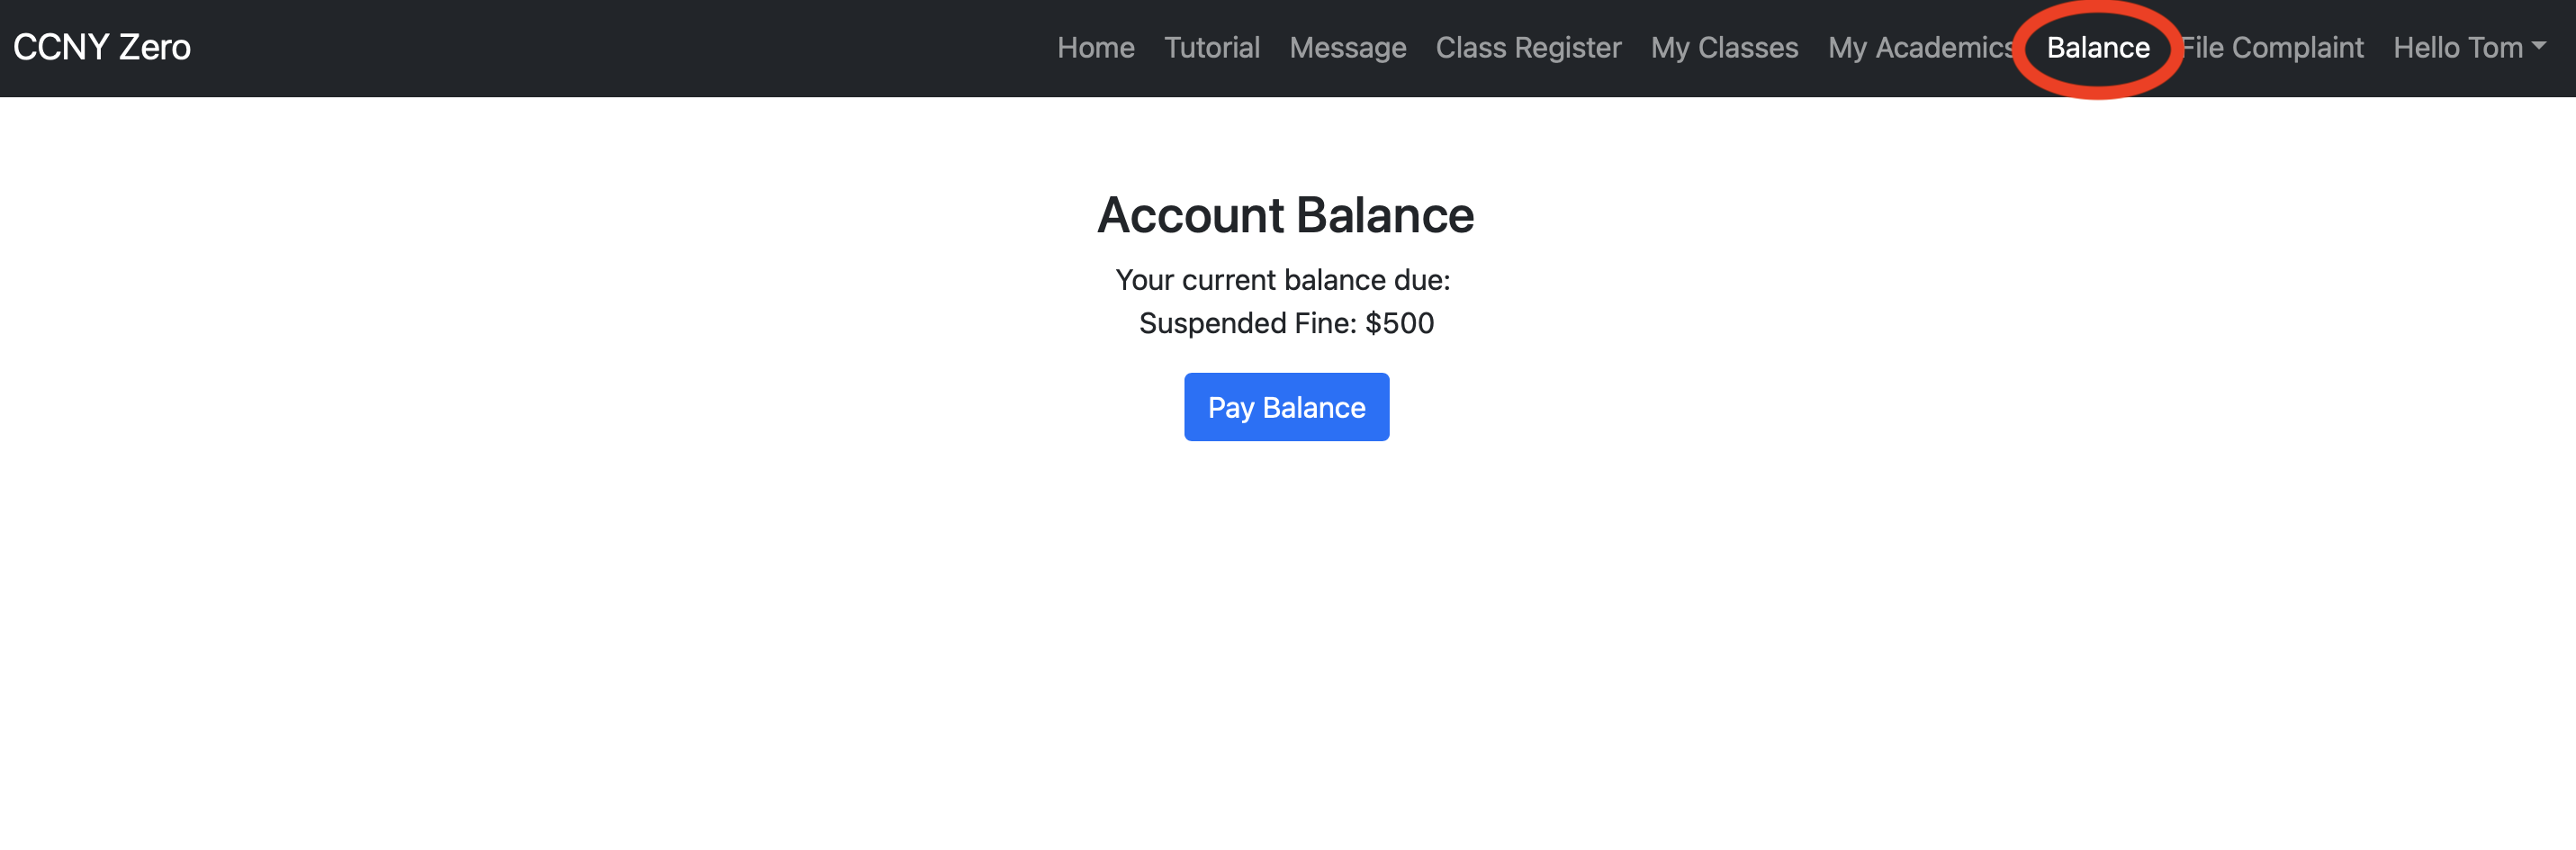 CCNY Zero Home Tutorial Message Class Register My Classes My Academics Balance File Complaint Hello Tom
Account Balance
Your current balance due:
Suspended Fine: $500
Pay Balance